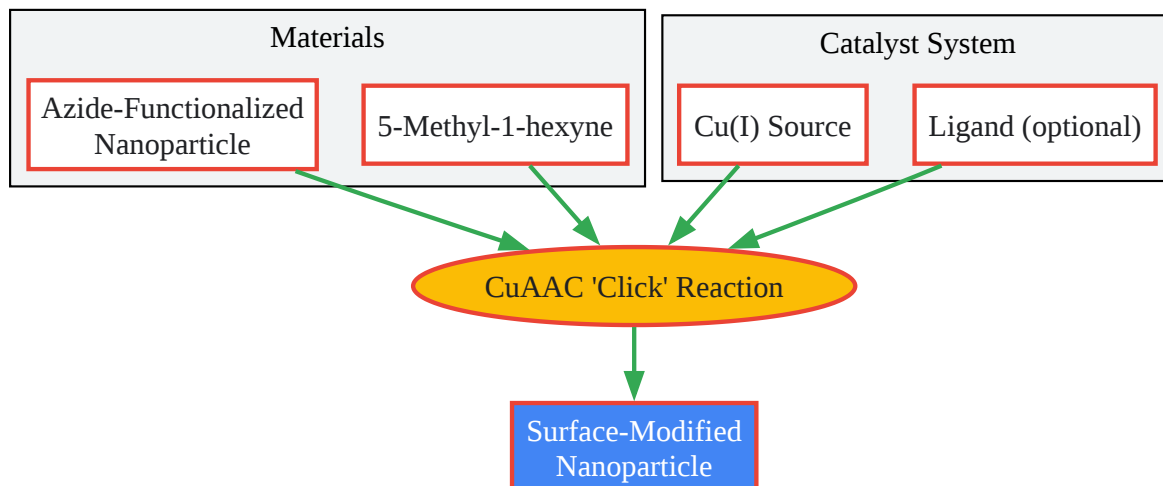 Materials
Catalyst System
Azide-Functionalized
Nanoparticle
5-Methyl-1-hexyne
Cu(I) Source
Ligand (optional)
CuAAC 'Click' Reaction
Surface-Modified
Nanoparticle